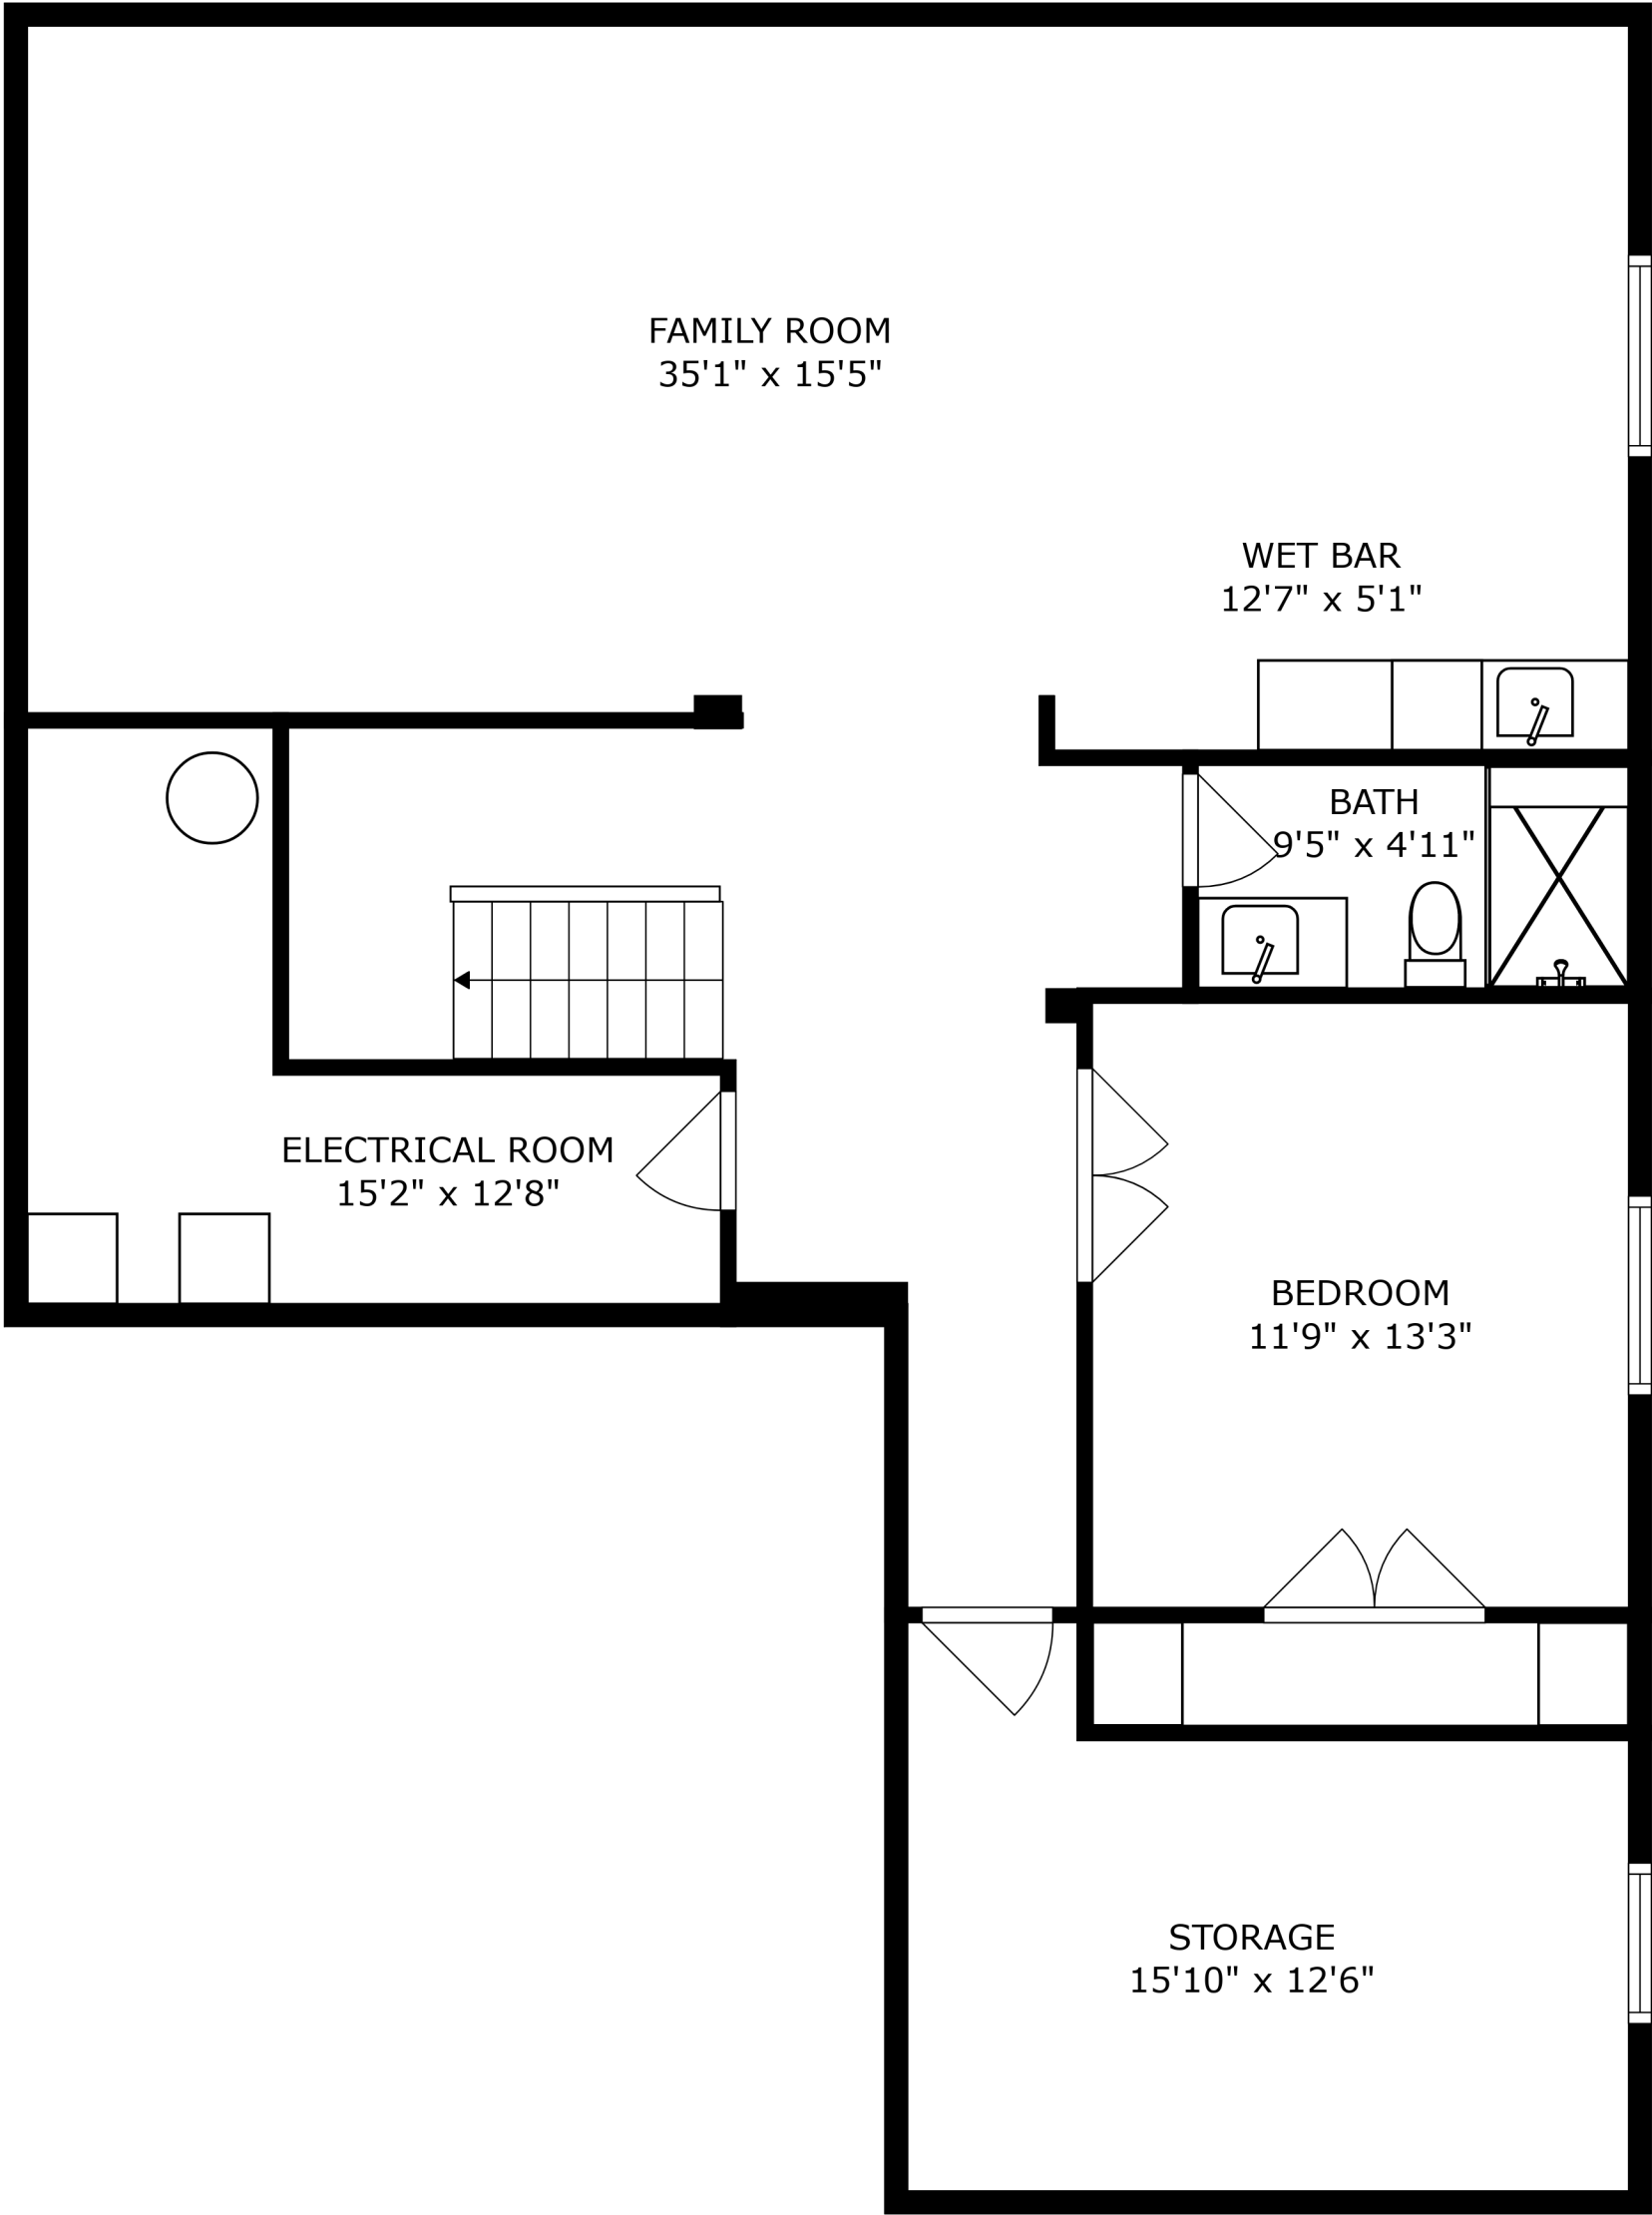 FAMILY ROOM
35'1" x 15'5"
WET BAR
12'7" x 5'1"
BATH
9'5" x 4'11"
ELECTRICAL ROOM
15'2" x 12'8"
BEDROOM
11'9" x 13'3"
STORAGE
15'10" x 12'6"